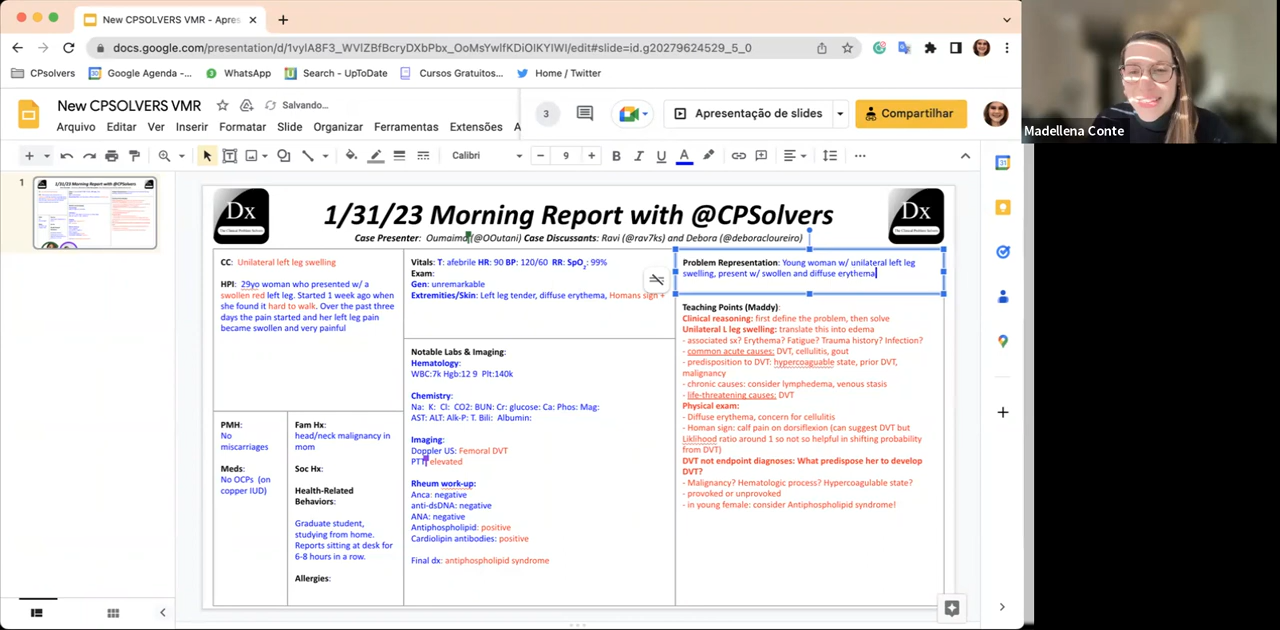 New CPSOLVERS VMR - Apres
docs.google.com/presentation/d/1vyIA8F3_WVIZBfBcryDXbPbx_OoMsYwlfKDiOlKYIWI/edit#slide=id.g20279624529_5_0
CPsolvers
Google Agenda -...
WhatsApp
Search - UpToDate
Cursos Gratuitos...
Home / Twitter
New CPSOLVERS VMR
Salvando...
Arquivo Editar Ver Inserir Formatar Slide Organizar Ferramentas Extensões A
3
Apresentação de slides
Compartilhar
Calibri
9
B I U A
Madellena Conte
1
Dx
1/31/23 Morning Report with @CPSolvers
Case Presenter: Oumaima (@OOutani) Case Discussants: Ravi (@rav7ks) and Debora (@deboracloureiro)
Dx
CC: Unilateral left leg swelling
HPI: 29yo woman who presented w/ a
swollen red left leg. Started 1 week ago when
she found it hard to walk. Over the past three
days the pain started and her left leg pain
became swollen and very painful
PMH:
No
miscarriages
Meds:
No OCPs (on
copper IUD)
Fam Hx:
head/neck malignancy in
mom
Soc Hx:
Health-Related
Behaviors:
Graduate student,
studying from home.
Reports sitting at desk for
6-8 hours in a row.
Allergies:
Vitals: T: afebrile HR: 90 BP: 120/60 RR: SpO2: 99%
Exam:
Gen: unremarkable
Extremities/Skin: Left leg tender, diffuse erythema, Homans sign +
Notable Labs & Imaging:
Hematology:
WBC:7k Hgb:12 9 Plt:140k
Chemistry:
Na: K: Cl: CO2: BUN: Cr: glucose: Ca: Phos: Mag:
AST: ALT: Alk-P: T. Bili: Albumin:
Imaging:
Doppler US: Femoral DVT
PTT elevated
Rheum work-up:
Anca: negative
anti-dsDNA: negative
ANA: negative
Antiphospholipid: positive
Cardiolipin antibodies: positive
Final dx: antiphospholipid syndrome
Problem Representation: Young woman w/ unilateral left leg
swelling, present w/ swollen and diffuse erythema
Teaching Points (Maddy):
Clinical reasoning: first define the problem, then solve
Unilateral L leg swelling: translate this into edema
- associated sx? Erythema? Fatigue? Trauma history? Infection?
- common acute causes: DVT, cellulitis, gout
- predisposition to DVT: hypercoaguable state, prior DVT,
malignancy
- chronic causes: consider lymphedema, venous stasis
- life-threatening causes: DVT
Physical exam:
- Diffuse erythema, concern for cellulitis
- Homan sign: calf pain on dorsiflexion (can suggest DVT but
Liklihood ratio around 1 so not so helpful in shifting probability
from DVT)
DVT not endpoint diagnoses: What predispose her to develop
DVT?
- Malignancy? Hematologic process? Hypercoagulable state?
- provoked or unprovoked
- in young female: consider Antiphospholipid syndrome!